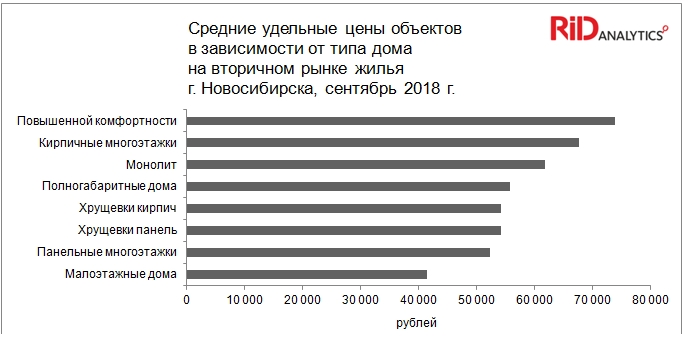 Средние удельные цены объектов
в зависимости от типа дома
на вторичном рынке жилья
г. Новосибирска, сентябрь 2018 г.
RiD ANALYTICS
Повышенной комфортности
Кирпичные многоэтажки
Монолит
Полногабаритные дома
Хрущевки кирпич
Хрущевки панель
Панельные многоэтажки
Малоэтажные дома
0 10 000 20 000 30 000 40 000 50 000 60 000 70 000 80 000
рублей